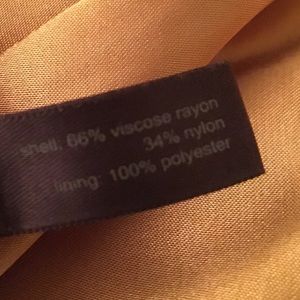 shell: 66% viscose rayon
34% nylon
lining: 100% polyester